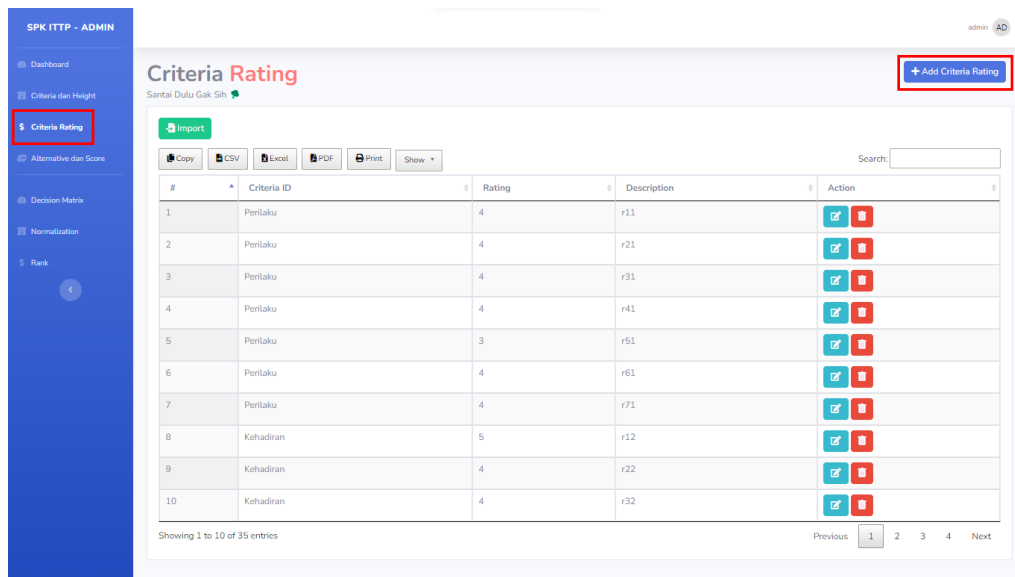 SPK ITTP - ADMIN
admin AD
Dashboard
Criteria dan Height
Criteria Rating
Alternative dan Score
Decision Matrix
Normalization
Rank
Criteria Rating
+ Add Criteria Rating
Santai Dulu Gak Sih
Import
Copy CSV Excel PDF Print Show
Search:
# Criteria ID Rating Description Action
1 Perilaku 4 r11
2 Perilaku 4 r21
3 Perilaku 4 r31
4 Perilaku 4 r41
5 Perilaku 3 r51
6 Perilaku 4 r61
7 Perilaku 4 r71
8 Kehadiran 5 r12
9 Kehadiran 4 r22
10 Kehadiran 4 r32
Showing 1 to 10 of 35 entries
Previous 1 2 3 4 Next